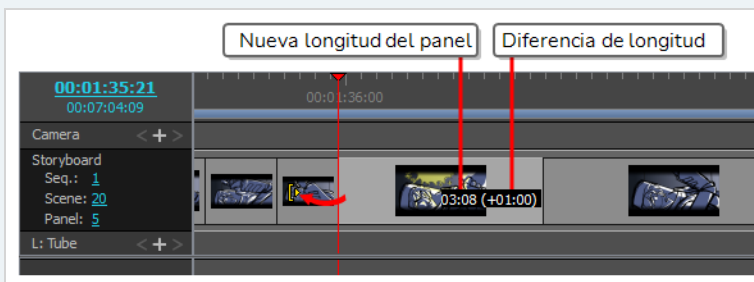 Nueva longitud del panel
Diferencia de longitud
00:01:35:21
00:07:04:09
00:01:36:00
Camera < + >
Storyboard
Seq.: 1
Scene: 20
Panel: 5
03:08 (+01:00)
L: Tube < + >